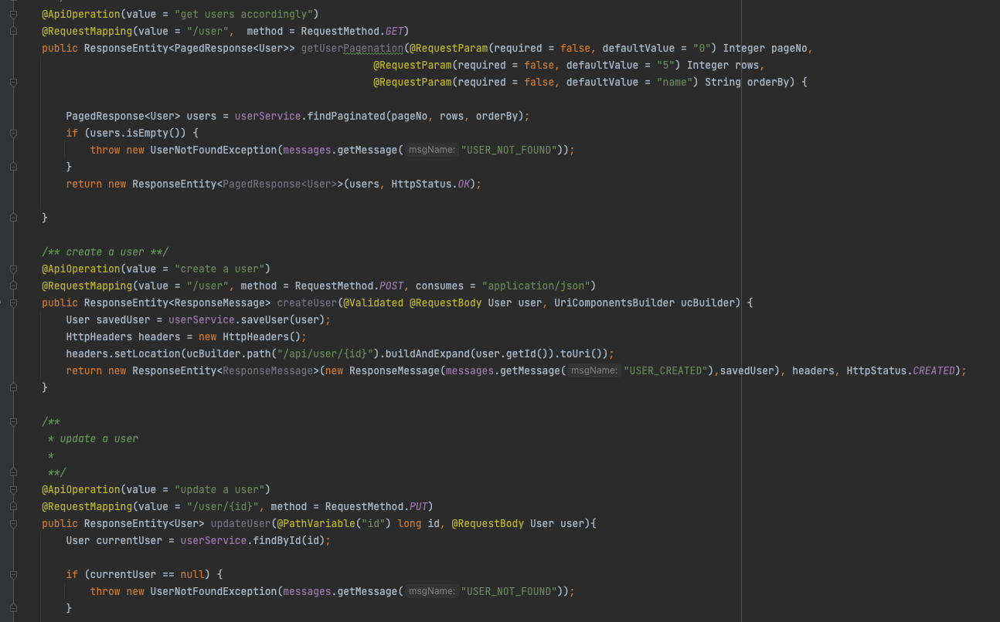 @ApiOperation(value = "get users accordingly")
@RequestMapping(value = "/user",  method = RequestMethod.GET)
public ResponseEntity<PagedResponse<User>> getUserPagenation(@RequestParam(required = false, defaultValue = "0") Integer pageNo,
@RequestParam(required = false, defaultValue = "5") Integer rows,
@RequestParam(required = false, defaultValue = "name") String orderBy) {
PagedResponse<User> users = userService.findPaginated(pageNo, rows, orderBy);
if (users.isEmpty()) {
throw new UserNotFoundException(messages.getMessage( msgName: "USER_NOT_FOUND"));
}
return new ResponseEntity<PagedResponse<User>>(users, HttpStatus.OK);
}
/** create a user **/
@ApiOperation(value = "create a user")
@RequestMapping(value = "/user", method = RequestMethod.POST, consumes = "application/json")
public ResponseEntity<ResponseMessage> createUser(@Validated @RequestBody User user, UriComponentsBuilder ucBuilder) {
User savedUser = userService.saveUser(user);
HttpHeaders headers = new HttpHeaders();
headers.setLocation(ucBuilder.path("/api/user/{id}").buildAndExpand(user.getId()).toUri());
return new ResponseEntity<ResponseMessage>(new ResponseMessage(messages.getMessage( msgName: "USER_CREATED"),savedUser), headers, HttpStatus.CREATED);
}
/**
* update a user
*
**/
@ApiOperation(value = "update a user")
@RequestMapping(value = "/user/{id}", method = RequestMethod.PUT)
public ResponseEntity<User> updateUser(@PathVariable("id") long id, @RequestBody User user){
User currentUser = userService.findById(id);
if (currentUser == null) {
throw new UserNotFoundException(messages.getMessage( msgName: "USER_NOT_FOUND"));
}